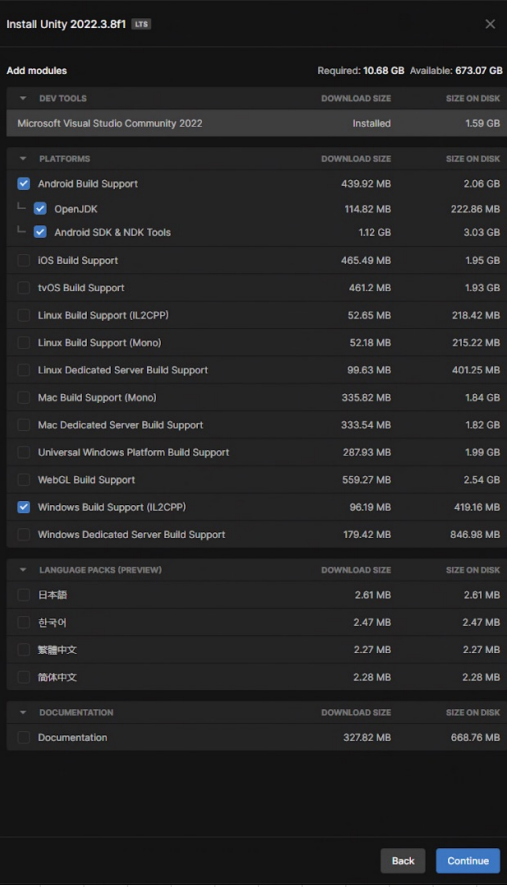 Install Unity 2022.3.8f1 LTS
Add modules Required: 10.68 GB Available: 673.07 GB
DEV TOOLS DOWNLOAD SIZE SIZE ON DISK
Microsoft Visual Studio Community 2022 Installed 1.59 GB
PLATFORMS DOWNLOAD SIZE SIZE ON DISK
Android Build Support 439.92 MB 2.06 GB
OpenJDK 114.82 MB 222.86 MB
Android SDK & NDK Tools 1.12 GB 3.03 GB
iOS Build Support 465.49 MB 1.95 GB
tvOS Build Support 461.2 MB 1.93 GB
Linux Build Support (IL2CPP) 52.65 MB 218.42 MB
Linux Build Support (Mono) 52.18 MB 215.22 MB
Linux Dedicated Server Build Support 99.63 MB 401.25 MB
Mac Build Support (Mono) 335.82 MB 1.84 GB
Mac Dedicated Server Build Support 333.54 MB 1.82 GB
Universal Windows Platform Build Support 287.93 MB 1.99 GB
WebGL Build Support 559.27 MB 2.54 GB
Windows Build Support (IL2CPP) 96.19 MB 419.16 MB
Windows Dedicated Server Build Support 179.42 MB 846.98 MB
LANGUAGE PACKS (PREVIEW) DOWNLOAD SIZE SIZE ON DISK
日本語 2.61 MB 2.61 MB
한국어 2.47 MB 2.47 MB
繁體中文 2.27 MB 2.27 MB
简体中文 2.28 MB 2.28 MB
DOCUMENTATION DOWNLOAD SIZE SIZE ON DISK
Documentation 327.82 MB 668.76 MB
Back Continue